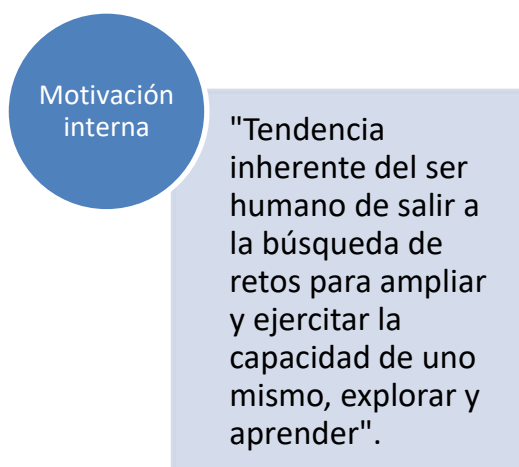 Motivación
interna
"Tendencia
inherente del ser
humano de salir a
la búsqueda de
retos para ampliar
y ejercitar la
capacidad de uno
mismo, explorar y
aprender".